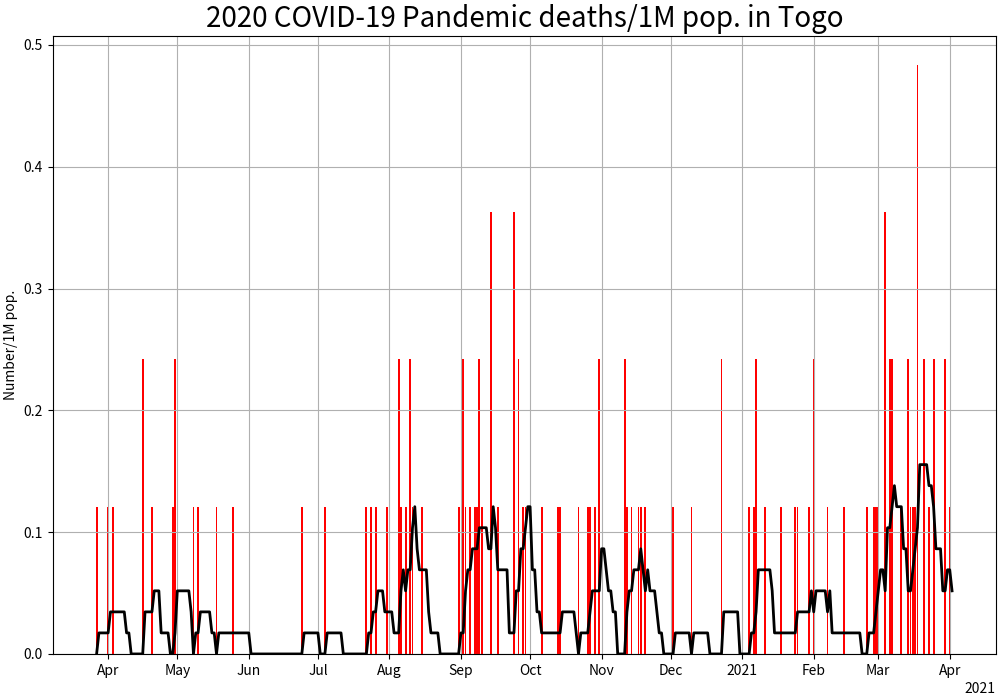 2020 COVID-19 Pandemic deaths/1M pop. in Togo
0.5
0.4
0.3
0.2
0.1
0.0
Number/1M pop.
Apr May Jun Jul Aug Sep Oct Nov Dec 2021 Feb Mar Apr
2021